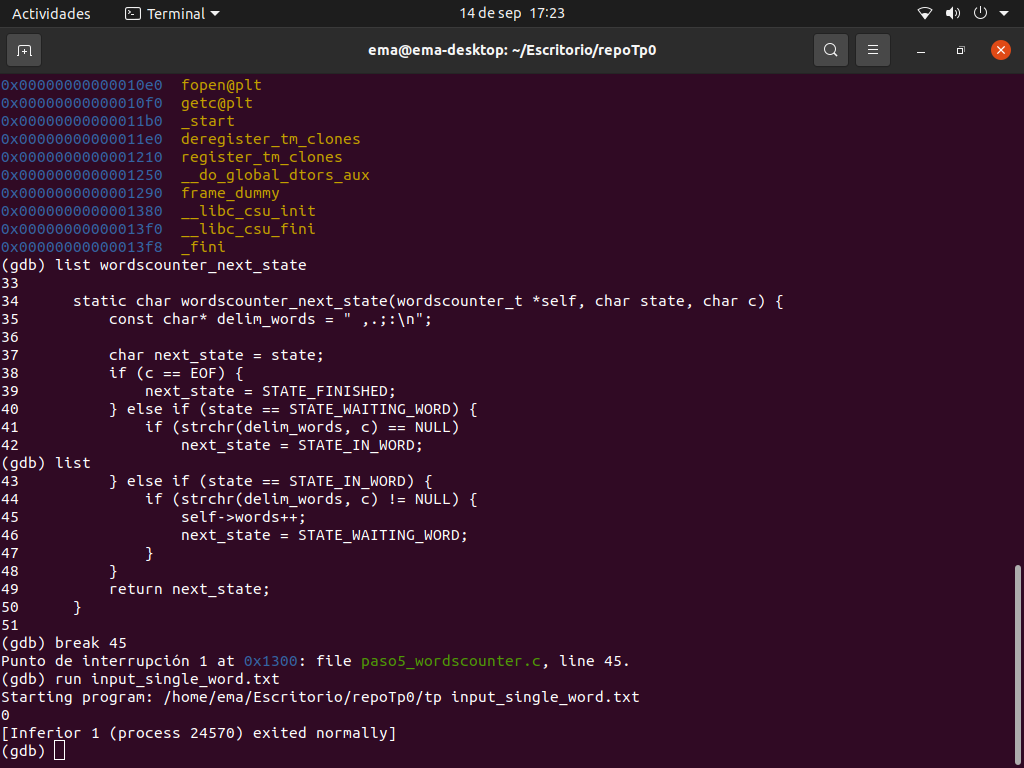 Actividades Terminal 14 de sep 17:23
ema@ema-desktop: ~/Escritorio/repoTp0
0x00000000000010e0  fopen@plt
0x00000000000010f0  getc@plt
0x00000000000011b0  _start
0x00000000000011e0  deregister_tm_clones
0x0000000000001210  register_tm_clones
0x0000000000001250  __do_global_dtors_aux
0x0000000000001290  frame_dummy
0x0000000000001380  __libc_csu_init
0x00000000000013f0  __libc_csu_fini
0x00000000000013f8  _fini
(gdb) list wordscounter_next_state
33
34      static char wordscounter_next_state(wordscounter_t *self, char state, char c) {
35          const char* delim_words = " ,.;:\n";
36
37          char next_state = state;
38          if (c == EOF) {
39              next_state = STATE_FINISHED;
40          } else if (state == STATE_WAITING_WORD) {
41              if (strchr(delim_words, c) == NULL)
42                  next_state = STATE_IN_WORD;
(gdb) list
43          } else if (state == STATE_IN_WORD) {
44              if (strchr(delim_words, c) != NULL) {
45                  self->words++;
46                  next_state = STATE_WAITING_WORD;
47              }
48          }
49          return next_state;
50      }
51
(gdb) break 45
Punto de interrupción 1 at 0x1300: file paso5_wordscounter.c, line 45.
(gdb) run input_single_word.txt
Starting program: /home/ema/Escritorio/repoTp0/tp input_single_word.txt
0
[Inferior 1 (process 24570) exited normally]
(gdb)